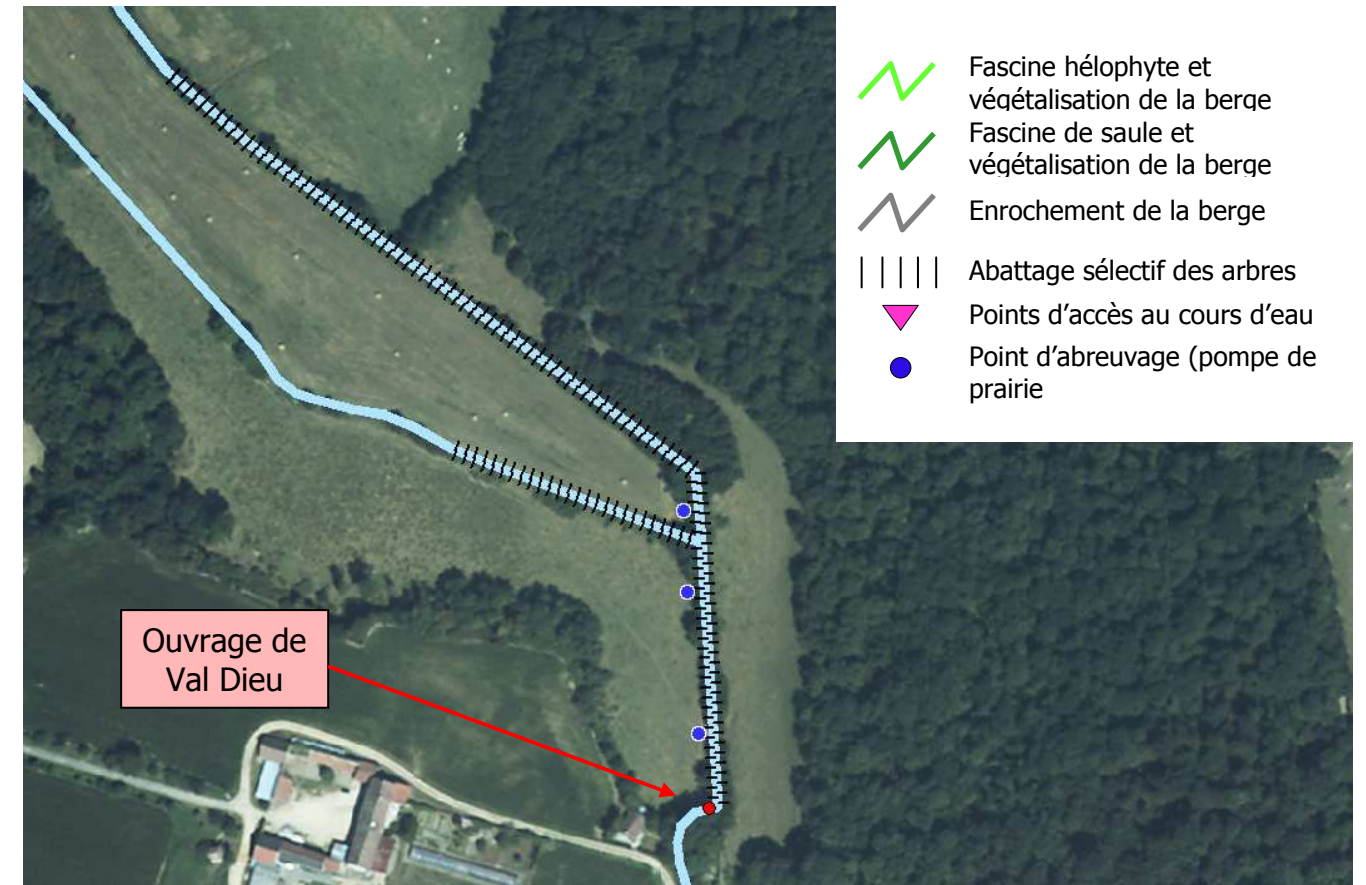 Fascine hélophyte et
végétalisation de la berge
Fascine de saule et
végétalisation de la berge
Enrochement de la berge
Abattage sélectif des arbres
Points d’accès au cours d’eau
Point d’abreuvage (pompe de
prairie
Ouvrage de
Val Dieu